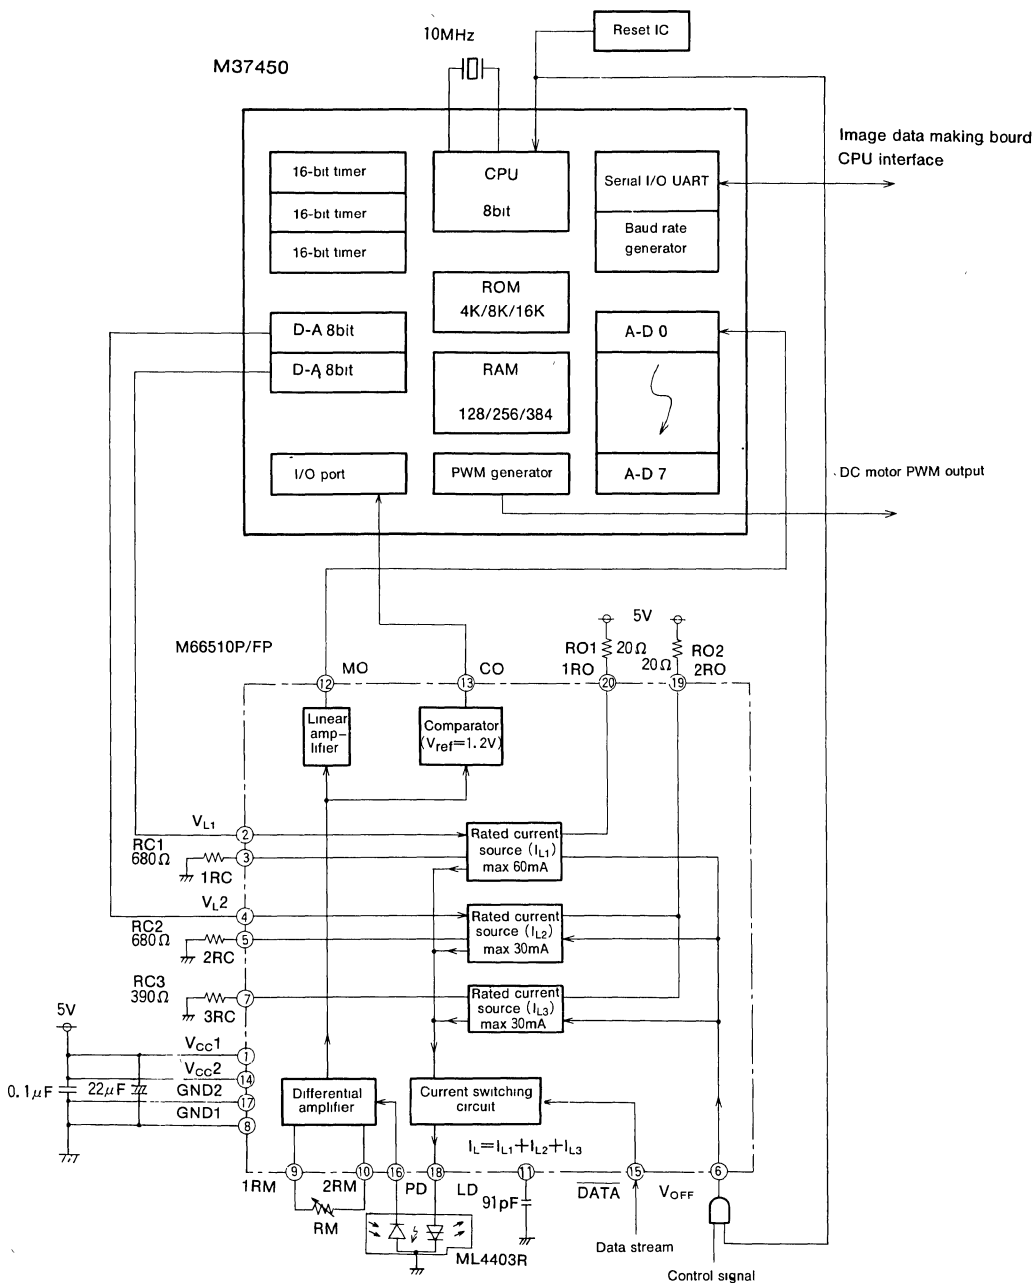 Reset IC
10MHz
M37450
Image data making bourd
CPU interface
16-bit timer
16-bit timer
16-bit timer
CPU
8bit
Serial I/O UART
Baud rate
generator
ROM
4K/8K/16K
D-A 8bit
D-A 8bit
A-D 0
RAM
128/256/384
I/O port
PWM generator
A-D 7
DC motor PWM output
5V
M66510P/FP
MO
CO
RO1
1RO
20Ω
20Ω
RO2
2RO
12
13
20
19
Linear
amp-
lifier
Comparator
(Vref=1.2V)
VL1
2
RC1
680Ω
3
1RC
Rated current
source (IL1)
max 60mA
VL2
4
RC2
680Ω
5
2RC
Rated current
source (IL2)
max 30mA
RC3
390Ω
7
3RC
Rated current
source (IL3)
max 30mA
5V
VCC1
1
VCC2
14
0.1μF
22μF
GND2
17
GND1
8
Differential
amplifier
Current switching
circuit
IL=IL1+IL2+IL3
9
10
16
18
11
15
6
1RM
2RM
PD
LD
91pF
DATA
VOFF
RM
ML4403R
Data stream
Control signal